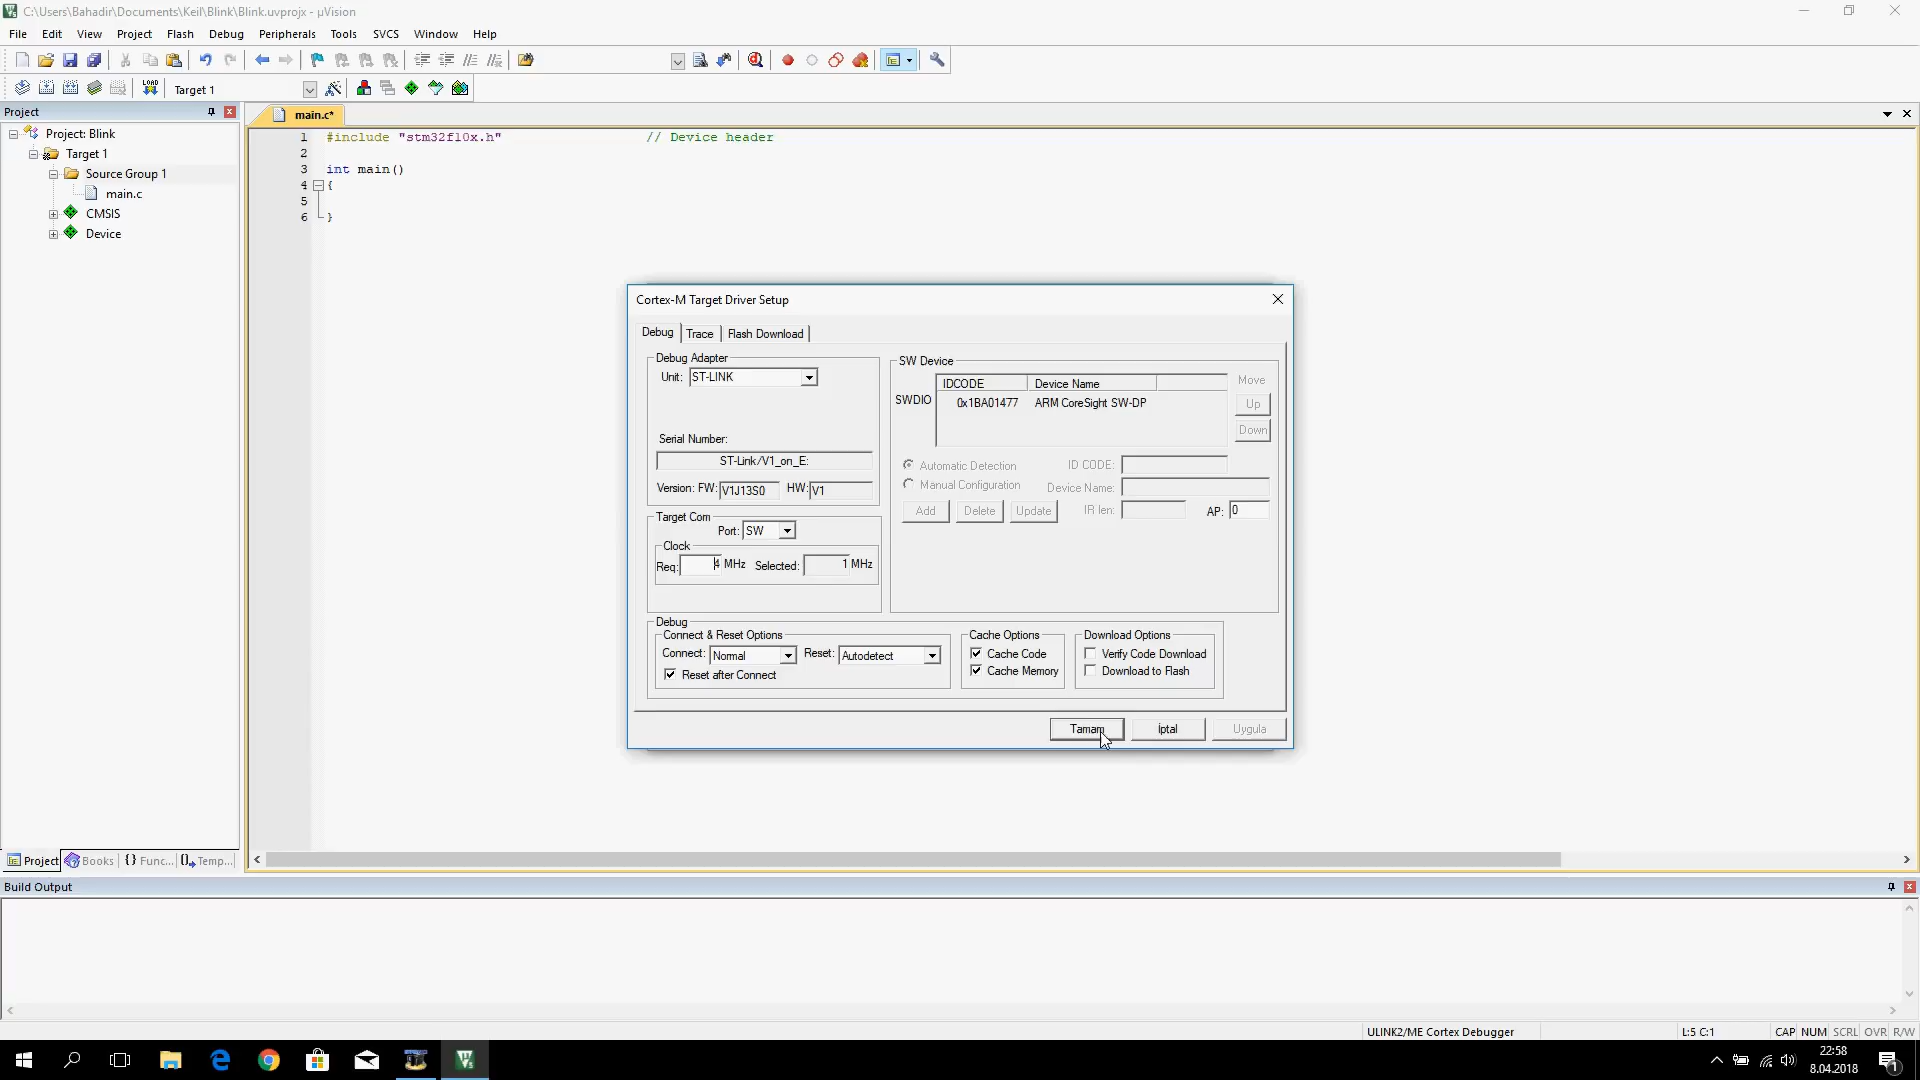 C:\Users\Bahadir\Documents\Keil\Blink\Blink.uvprojx - µVision
File Edit View Project Flash Debug Peripherals Tools SVCS Window Help
LOAD
Target 1
Project
main.c*
Project: Blink
Target 1
Source Group 1
main.c
CMSIS
Device
1 #include "stm32f10x.h" // Device header
2
3 int main()
4 {
5
6 }
Cortex-M Target Driver Setup
Debug Trace Flash Download
Debug Adapter
Unit: ST-LINK
Serial Number:
ST-Link/V1_on_E:
Version: FW: V1J13S0 HW: V1
Target Com
Port: SW
Clock
Req: 4 MHz Selected: 1 MHz
SW Device
IDCODE Device Name
SWDIO 0x1BA01477 ARM CoreSight SW-DP
Move
Up
Down
Automatic Detection ID CODE:
Manual Configuration Device Name:
Add Delete Update IR len: AP: 0
Debug
Connect & Reset Options
Connect: Normal Reset: Autodetect
Reset after Connect
Cache Options
Cache Code
Cache Memory
Download Options
Verify Code Download
Download to Flash
Tamam İptal Uygula
Project Books {} Func... Temp...
Build Output
ULINK2/ME Cortex Debugger L:5 C:1 CAP NUM SCRL OVR R/W
22:58
8.04.2018
1